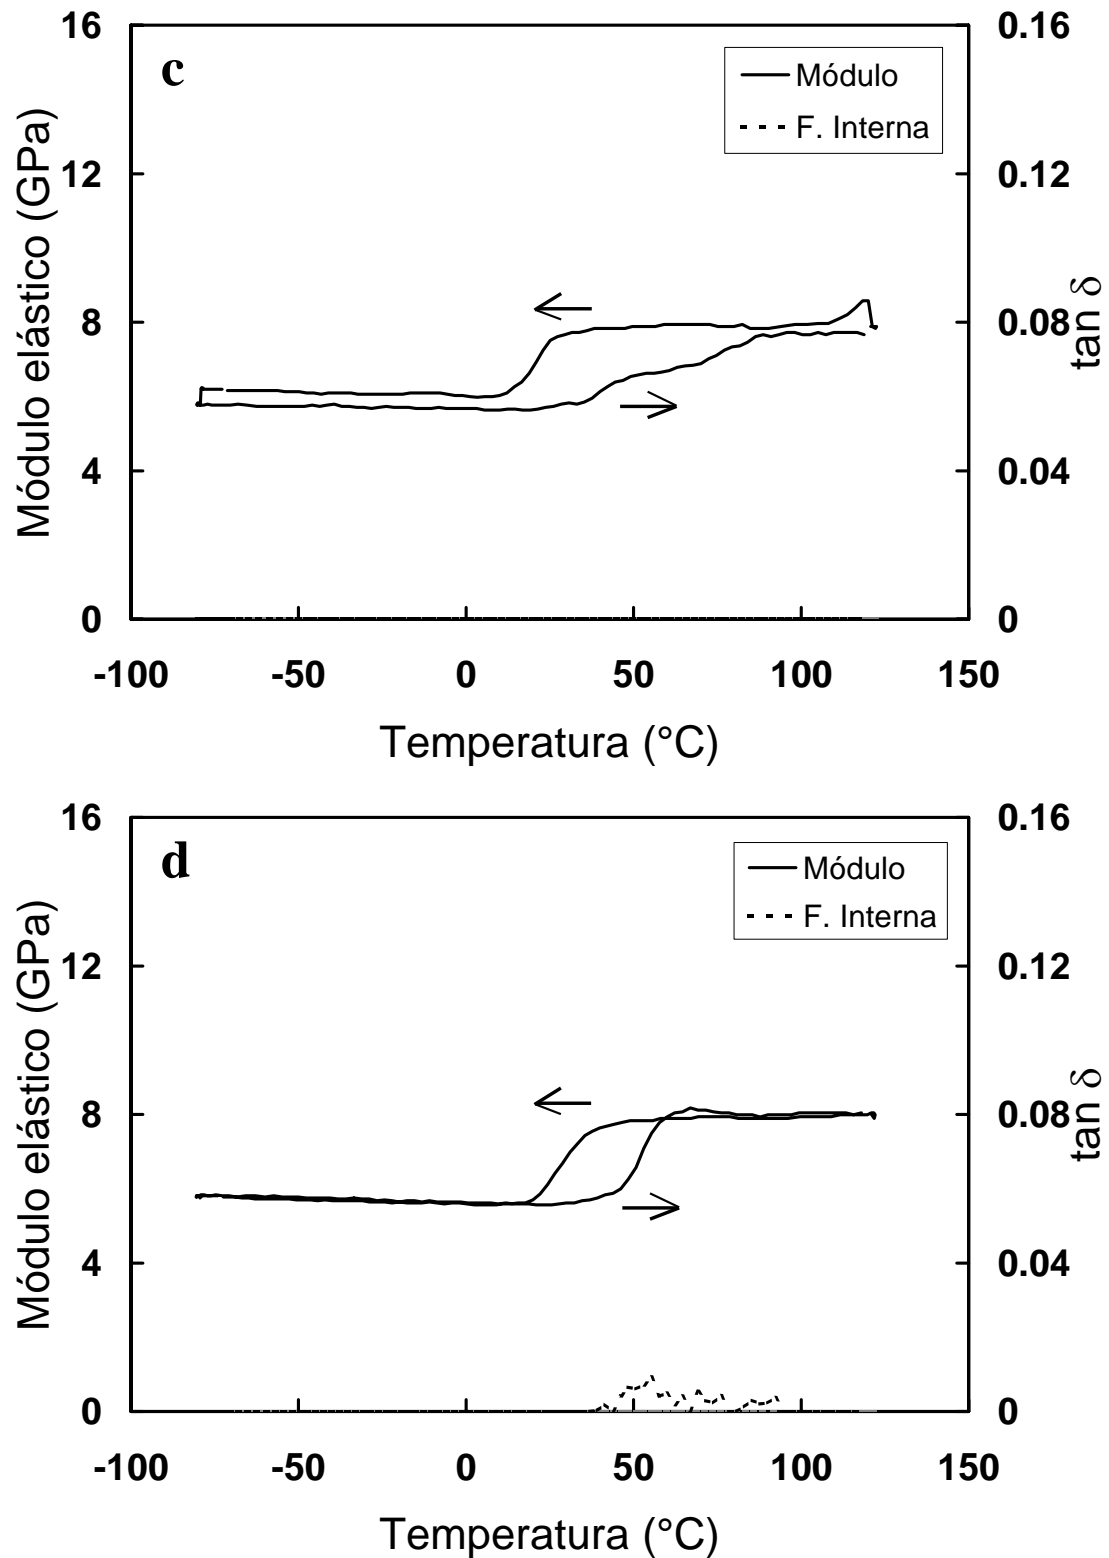 c
Módulo
F. Interna
Módulo elástico (GPa)
16
12
8
4
0
0.16
0.12
0.08
0.04
0
tan δ
-100 -50 0 50 100 150
Temperatura (°C)
d
Módulo
F. Interna
Módulo elástico (GPa)
16
12
8
4
0
0.16
0.12
0.08
0.04
0
tan δ
-100 -50 0 50 100 150
Temperatura (°C)